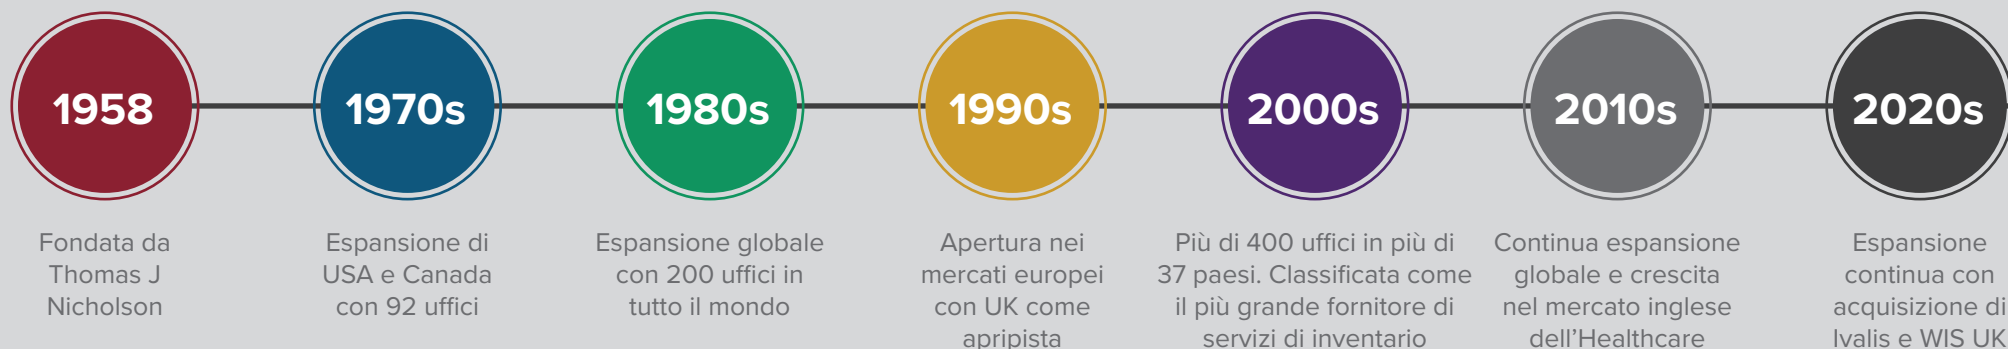 1958
Fondata da
Thomas J
Nicholson
1970s
Espansione di
USA e Canada
con 92 uffici
1980s
Espansione globale
con 200 uffici in
tutto il mondo
1990s
Apertura nei
mercati europei
con UK come
apripista
2000s
Più di 400 uffici in più di
37 paesi. Classificata come
il più grande fornitore di
servizi di inventario
2010s
Continua espansione
globale e crescita
nel mercato inglese
dell’Healthcare
2020s
Espansione
continua con
acquisizione di
Ivalis e WIS UK